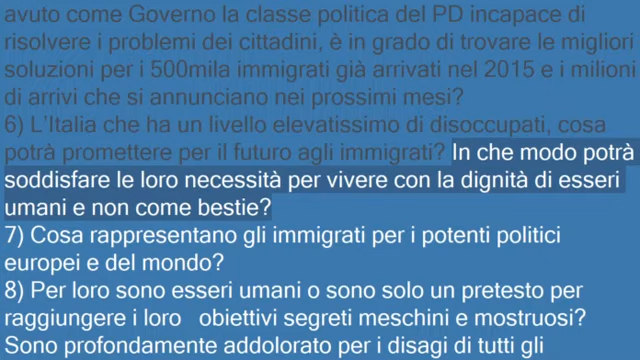 avuto come Governo la classe politica del PD incapace di
risolvere i problemi dei cittadini, è in grado di trovare le migliori
soluzioni per i 500mila immigrati già arrivati nel 2015 e i milioni
di arrivi che si annunciano nei prossimi mesi?
6) L'Italia che ha un livello elevatissimo di disoccupati, cosa
potrà promettere per il futuro agli immigrati? In che modo potrà
soddisfare le loro necessità per vivere con la dignità di esseri
umani e non come bestie?
7) Cosa rappresentano gli immigrati per i potenti politici
europei e del mondo?
8) Per loro sono esseri umani o sono solo un pretesto per
raggiungere i loro   obiettivi segreti meschini e mostruosi?
Sono profondamente addolorato per i disagi di tutti gli